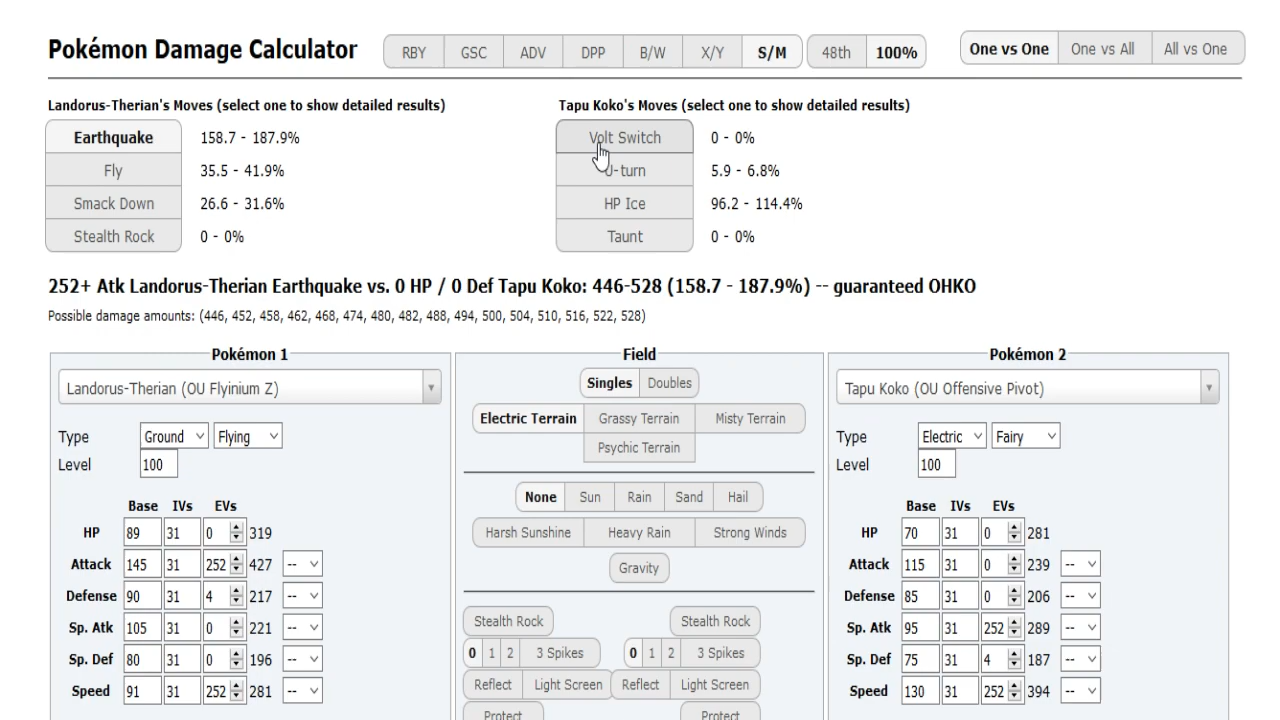 Pokémon Damage Calculator RBY GSC ADV DPP B/W X/Y S/M 48th 100% One vs One One vs All All vs One
Landorus-Therian's Moves (select one to show detailed results) Tapu Koko's Moves (select one to show detailed results)
Earthquake 158.7 - 187.9% Volt Switch 0 - 0%
Fly 35.5 - 41.9% U-turn 5.9 - 6.8%
Smack Down 26.6 - 31.6% HP Ice 96.2 - 114.4%
Stealth Rock 0 - 0% Taunt 0 - 0%
252+ Atk Landorus-Therian Earthquake vs. 0 HP / 0 Def Tapu Koko: 446-528 (158.7 - 187.9%) -- guaranteed OHKO
Possible damage amounts: (446, 452, 458, 462, 468, 474, 480, 482, 488, 494, 500, 504, 510, 516, 522, 528)
Pokémon 1
Landorus-Therian (OU Flyinium Z)
Type Ground Flying
Level 100
Base IVs EVs
HP 89 31 0 319
Attack 145 31 252 427 --
Defense 90 31 4 217 --
Sp. Atk 105 31 0 221 --
Sp. Def 80 31 0 196 --
Speed 91 31 252 281 --
Field
Singles Doubles
Electric Terrain Grassy Terrain Misty Terrain
Psychic Terrain
None Sun Rain Sand Hail
Harsh Sunshine Heavy Rain Strong Winds
Gravity
Stealth Rock Stealth Rock
0 1 2 3 Spikes 0 1 2 3 Spikes
Reflect Light Screen Reflect Light Screen
Protect Protect
Pokémon 2
Tapu Koko (OU Offensive Pivot)
Type Electric Fairy
Level 100
Base IVs EVs
HP 70 31 0 281
Attack 115 31 0 239 --
Defense 85 31 0 206 --
Sp. Atk 95 31 252 289 --
Sp. Def 75 31 4 187 --
Speed 130 31 252 394 --